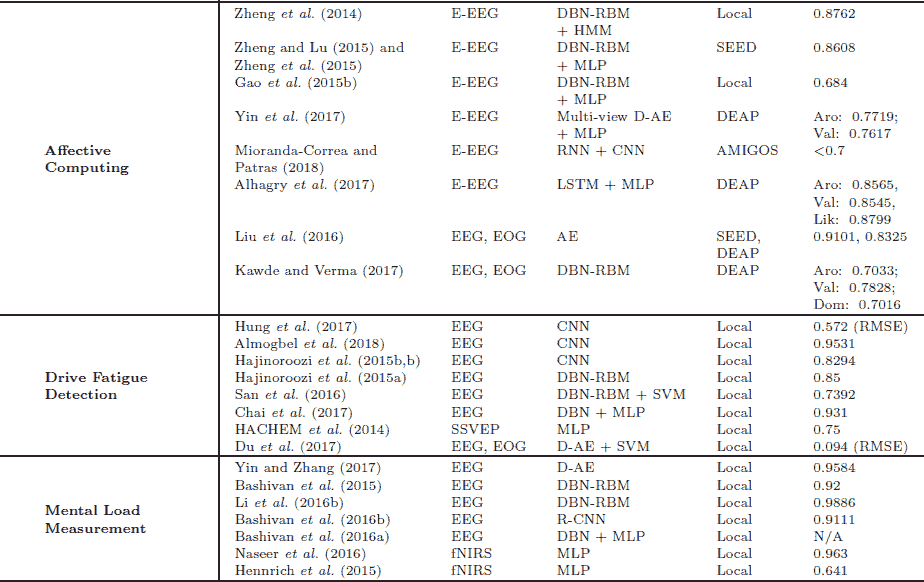 Zheng et al. (2014) E-EEG DBN-RBM Local 0.8762
+ HMM
Zheng and Lu (2015) and E-EEG DBN-RBM SEED 0.8608
Zheng et al. (2015) + MLP
Gao et al. (2015b) E-EEG DBN-RBM Local 0.684
+ MLP
Yin et al. (2017) E-EEG Multi-view D-AE DEAP Aro: 0.7719;
+ MLP Val: 0.7617
Affective Mioranda-Correa and E-EEG RNN + CNN AMIGOS <0.7
Computing Patras (2018)
Alhagry et al. (2017) E-EEG LSTM + MLP DEAP Aro: 0.8565,
Val: 0.8545,
Lik: 0.8799
Liu et al. (2016) EEG, EOG AE SEED, 0.9101, 0.8325
DEAP
Kawde and Verma (2017) EEG, EOG DBN-RBM DEAP Aro: 0.7033;
Val: 0.7828;
Dom: 0.7016
Hung et al. (2017) EEG CNN Local 0.572 (RMSE)
Almogbel et al. (2018) EEG CNN Local 0.9531
Hajinoroozi et al. (2015b,b) EEG CNN Local 0.8294
Drive Fatigue Hajinoroozi et al. (2015a) EEG DBN-RBM Local 0.85
Detection San et al. (2016) EEG DBN-RBM + SVM Local 0.7392
Chai et al. (2017) EEG DBN + MLP Local 0.931
HACHEM et al. (2014) SSVEP MLP Local 0.75
Du et al. (2017) EEG, EOG D-AE + SVM Local 0.094 (RMSE)
Yin and Zhang (2017) EEG D-AE Local 0.9584
Bashivan et al. (2015) EEG DBN-RBM Local 0.92
Li et al. (2016b) EEG DBN-RBM Local 0.9886
Mental Load Bashivan et al. (2016b) EEG R-CNN Local 0.9111
Measurement Bashivan et al. (2016a) EEG DBN + MLP Local N/A
Naseer et al. (2016) fNIRS MLP Local 0.963
Hennrich et al. (2015) fNIRS MLP Local 0.641